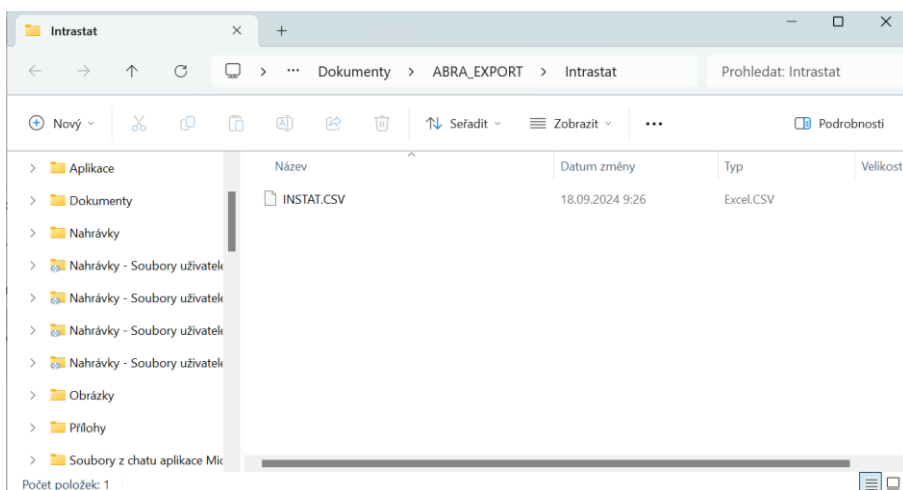 Intrastat
Dokumenty > ABRA_EXPORT > Intrastat
Prohledat: Intrastat
Nový
Seřadit
Zobrazit
Podrobnosti
Název
Datum změny
Typ
Velikost
INSTAT.CSV
18.09.2024 9:26
Excel.CSV
Aplikace
Dokumenty
Nahrávky
Nahrávky - Soubory uživatele
Nahrávky - Soubory uživatele
Nahrávky - Soubory uživatele
Nahrávky - Soubory uživatele
Obrázky
Přílohy
Soubory z chatu aplikace Mic
Počet položek: 1